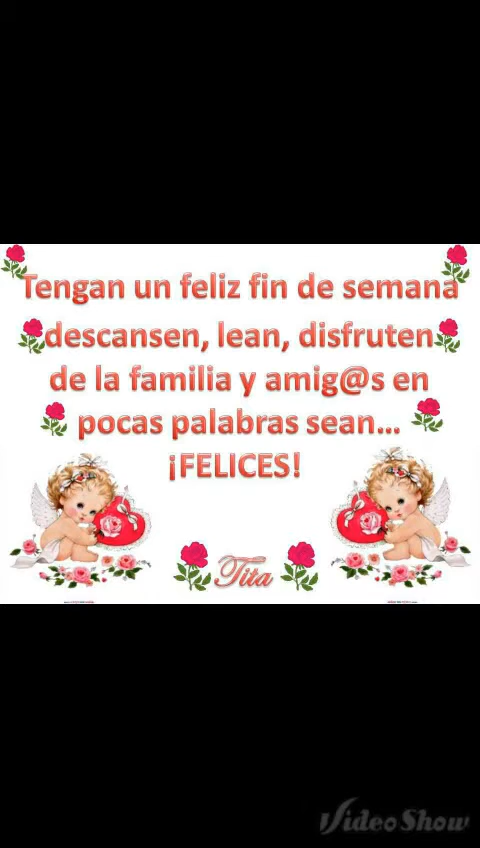 Tengan un feliz fin de semana
descansen, lean, disfruten
de la familia y amig@s en
pocas palabras sean...
¡FELICES!
Tita
VideoShow